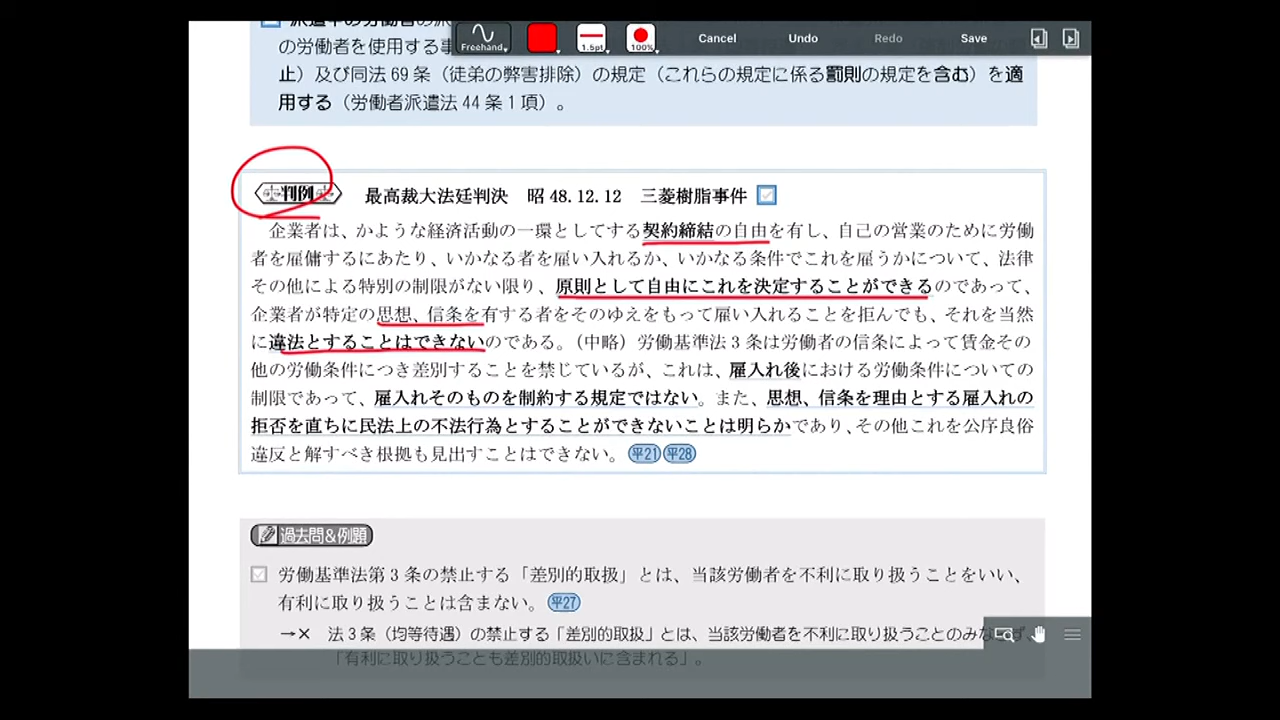 派遣中の労働者の派
Freehand
1.5pt
100%
Cancel
Undo
Redo
Save
の労働者を使用する事
止）及び同法 69 条（徒弟の弊害排除）の規定（これらの規定に係る罰則の規定を含む）を適
用する（労働者派遣法 44 条 1 項）。
判例 最高裁大法廷判決 昭 48.12.12 三菱樹脂事件
企業者は、かような経済活動の一環としてする契約締結の自由を有し、自己の営業のために労働
者を雇傭するにあたり、いかなる者を雇い入れるか、いかなる条件でこれを雇うかについて、法律
その他による特別の制限がない限り、原則として自由にこれを決定することができるのであって、
企業者が特定の思想、信条を有する者をそのゆえをもって雇い入れることを拒んでも、それを当然
に違法とすることはできないのである。（中略）労働基準法 3 条は労働者の信条によって賃金その
他の労働条件につき差別することを禁じているが、これは、雇入れ後における労働条件についての
制限であって、雇入れそのものを制約する規定ではない。また、思想、信条を理由とする雇入れの
拒否を直ちに民法上の不法行為とすることができないことは明らかであり、その他これを公序良俗
違反と解すべき根拠も見出すことはできない。 平21 平28
過去問＆例題
労働基準法第 3 条の禁止する「差別的取扱」とは、当該労働者を不利に取り扱うことをいい、
有利に取り扱うことは含まない。 平27
→× 法 3 条（均等待遇）の禁止する「差別的取扱」とは、当該労働者を不利に取り扱うことのみならず、
「有利に取り扱うことも差別的取扱いに含まれる」。